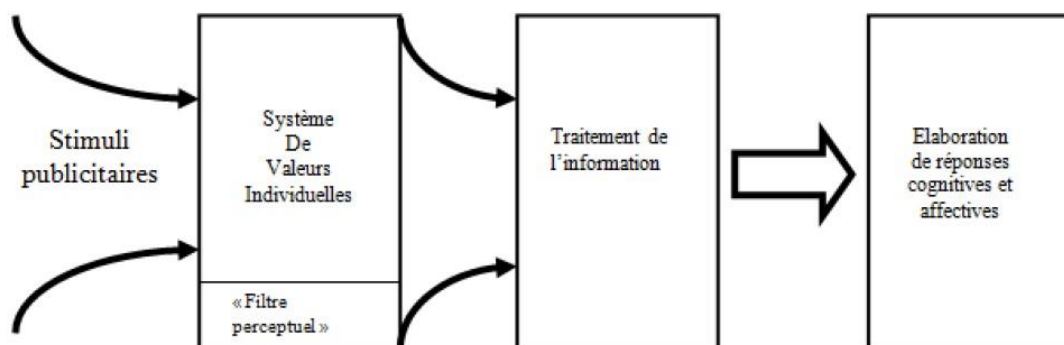 Stimuli
publicitaires
Système
De
Valeurs
Individuelles
« Filtre
perceptuel »
Traitement de
l’information
Elaboration
de réponses
cognitives et
affectives